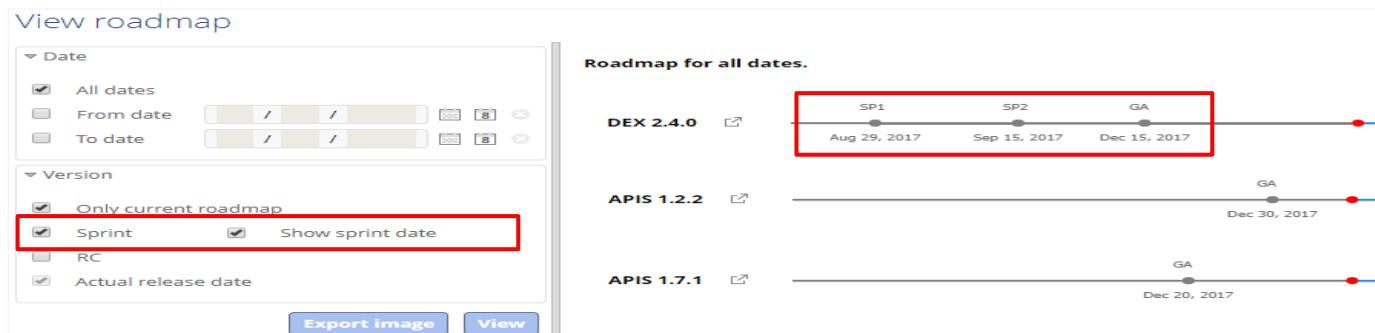 View roadmap
Date
All dates
From date / /
To date / /
Version
Only current roadmap
Sprint Show sprint date
RC
Actual release date
Export image View
Roadmap for all dates.
SP1 SP2 GA
DEX 2.4.0
Aug 29, 2017 Sep 15, 2017 Dec 15, 2017
GA
APIS 1.2.2
Dec 30, 2017
GA
APIS 1.7.1
Dec 20, 2017